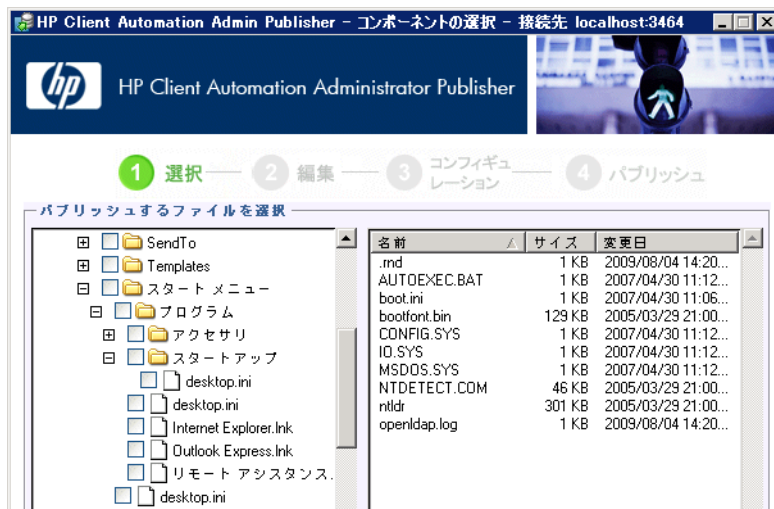 HP Client Automation Admin Publisher - コンポーネントの選択 - 接続先 localhost:3464
hp HP Client Automation Administrator Publisher
1 選択 2 編集 3 コンフィギュレーション 4 パブリッシュ
パブリッシュするファイルを選択
SendTo
Templates
スタート メニュー
プログラム
アクセサリ
スタートアップ
desktop.ini
desktop.ini
Internet Explorer.lnk
Outlook Express.lnk
リモート アシスタンス.
desktop.ini
名前 サイズ 変更日
.rnd 1 KB 2009/08/04 14:20...
AUTOEXEC.BAT 1 KB 2007/04/30 11:12...
boot.ini 1 KB 2007/04/30 11:06...
bootfont.bin 129 KB 2005/03/29 21:00...
CONFIG.SYS 1 KB 2007/04/30 11:12...
IO.SYS 1 KB 2007/04/30 11:12...
MSDOS.SYS 1 KB 2007/04/30 11:12...
NTDETECT.COM 46 KB 2005/03/29 21:00...
ntldr 301 KB 2005/03/29 21:00...
openldap.log 1 KB 2009/08/04 14:20...